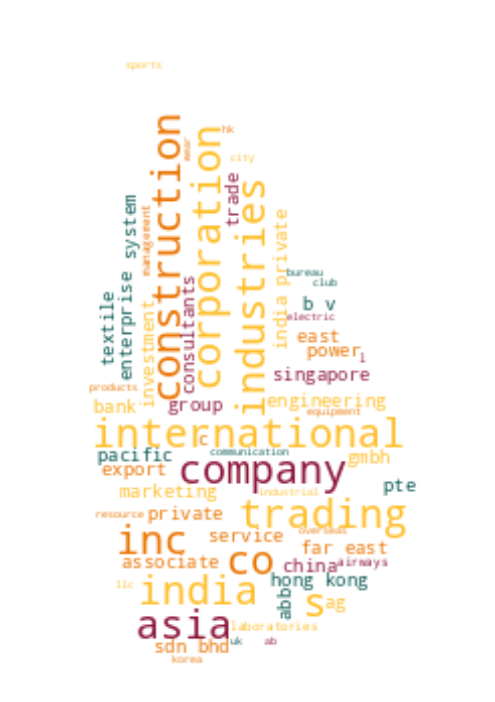 sports
construction
wear
corporation
hk
city
trade
industries
system
enterprise
management
textile
investment
consultants
india private
bureau
club
b v
electric
east
power
l
singapore
products
bank
group
engineering
equipment
international
c
pacific
communication
gmbh
export
company
pte
marketing
industrial
resource
private
trading
overseas
inc
service
far east
associate
co
china
airways
hong kong
llc
india
abb
s
ag
asia
laboratories
sdn bhd
uk
ab
korea